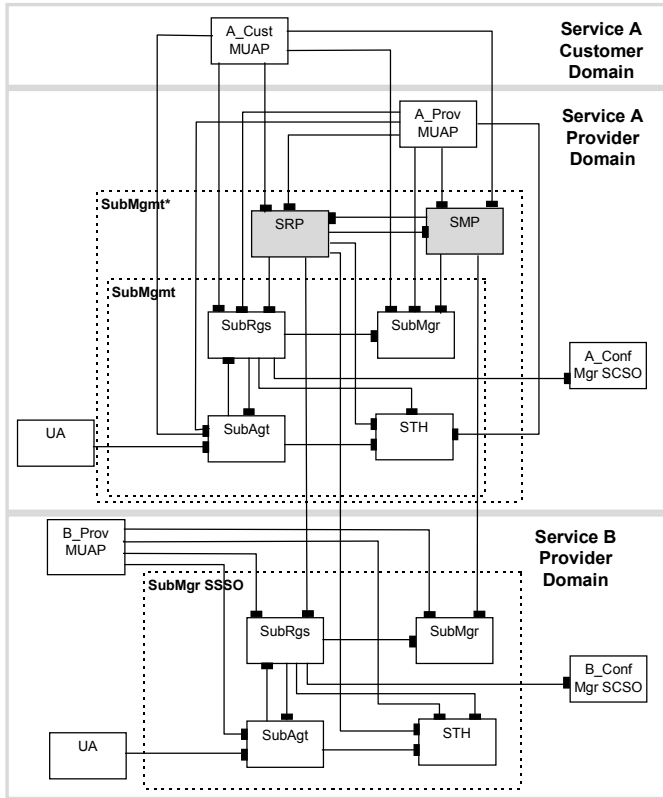 A_Cust
MUAP
Service A
Customer
Domain
A_Prov
MUAP
Service A
Provider
Domain
SubMgmt*
SRP
SMP
SubMgmt
SubRgs
SubMgr
A_Conf
Mgr SCSO
UA
SubAgt
STH
B_Prov
MUAP
Service B
Provider
Domain
SubMgr SSSO
SubRgs
SubMgr
B_Conf
Mgr SCSO
UA
SubAgt
STH